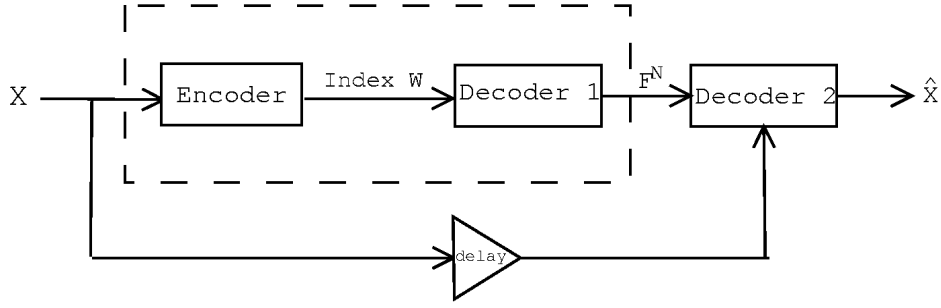 X
Encoder
Index W
Decoder 1
F^N
Decoder 2
X̂
delay